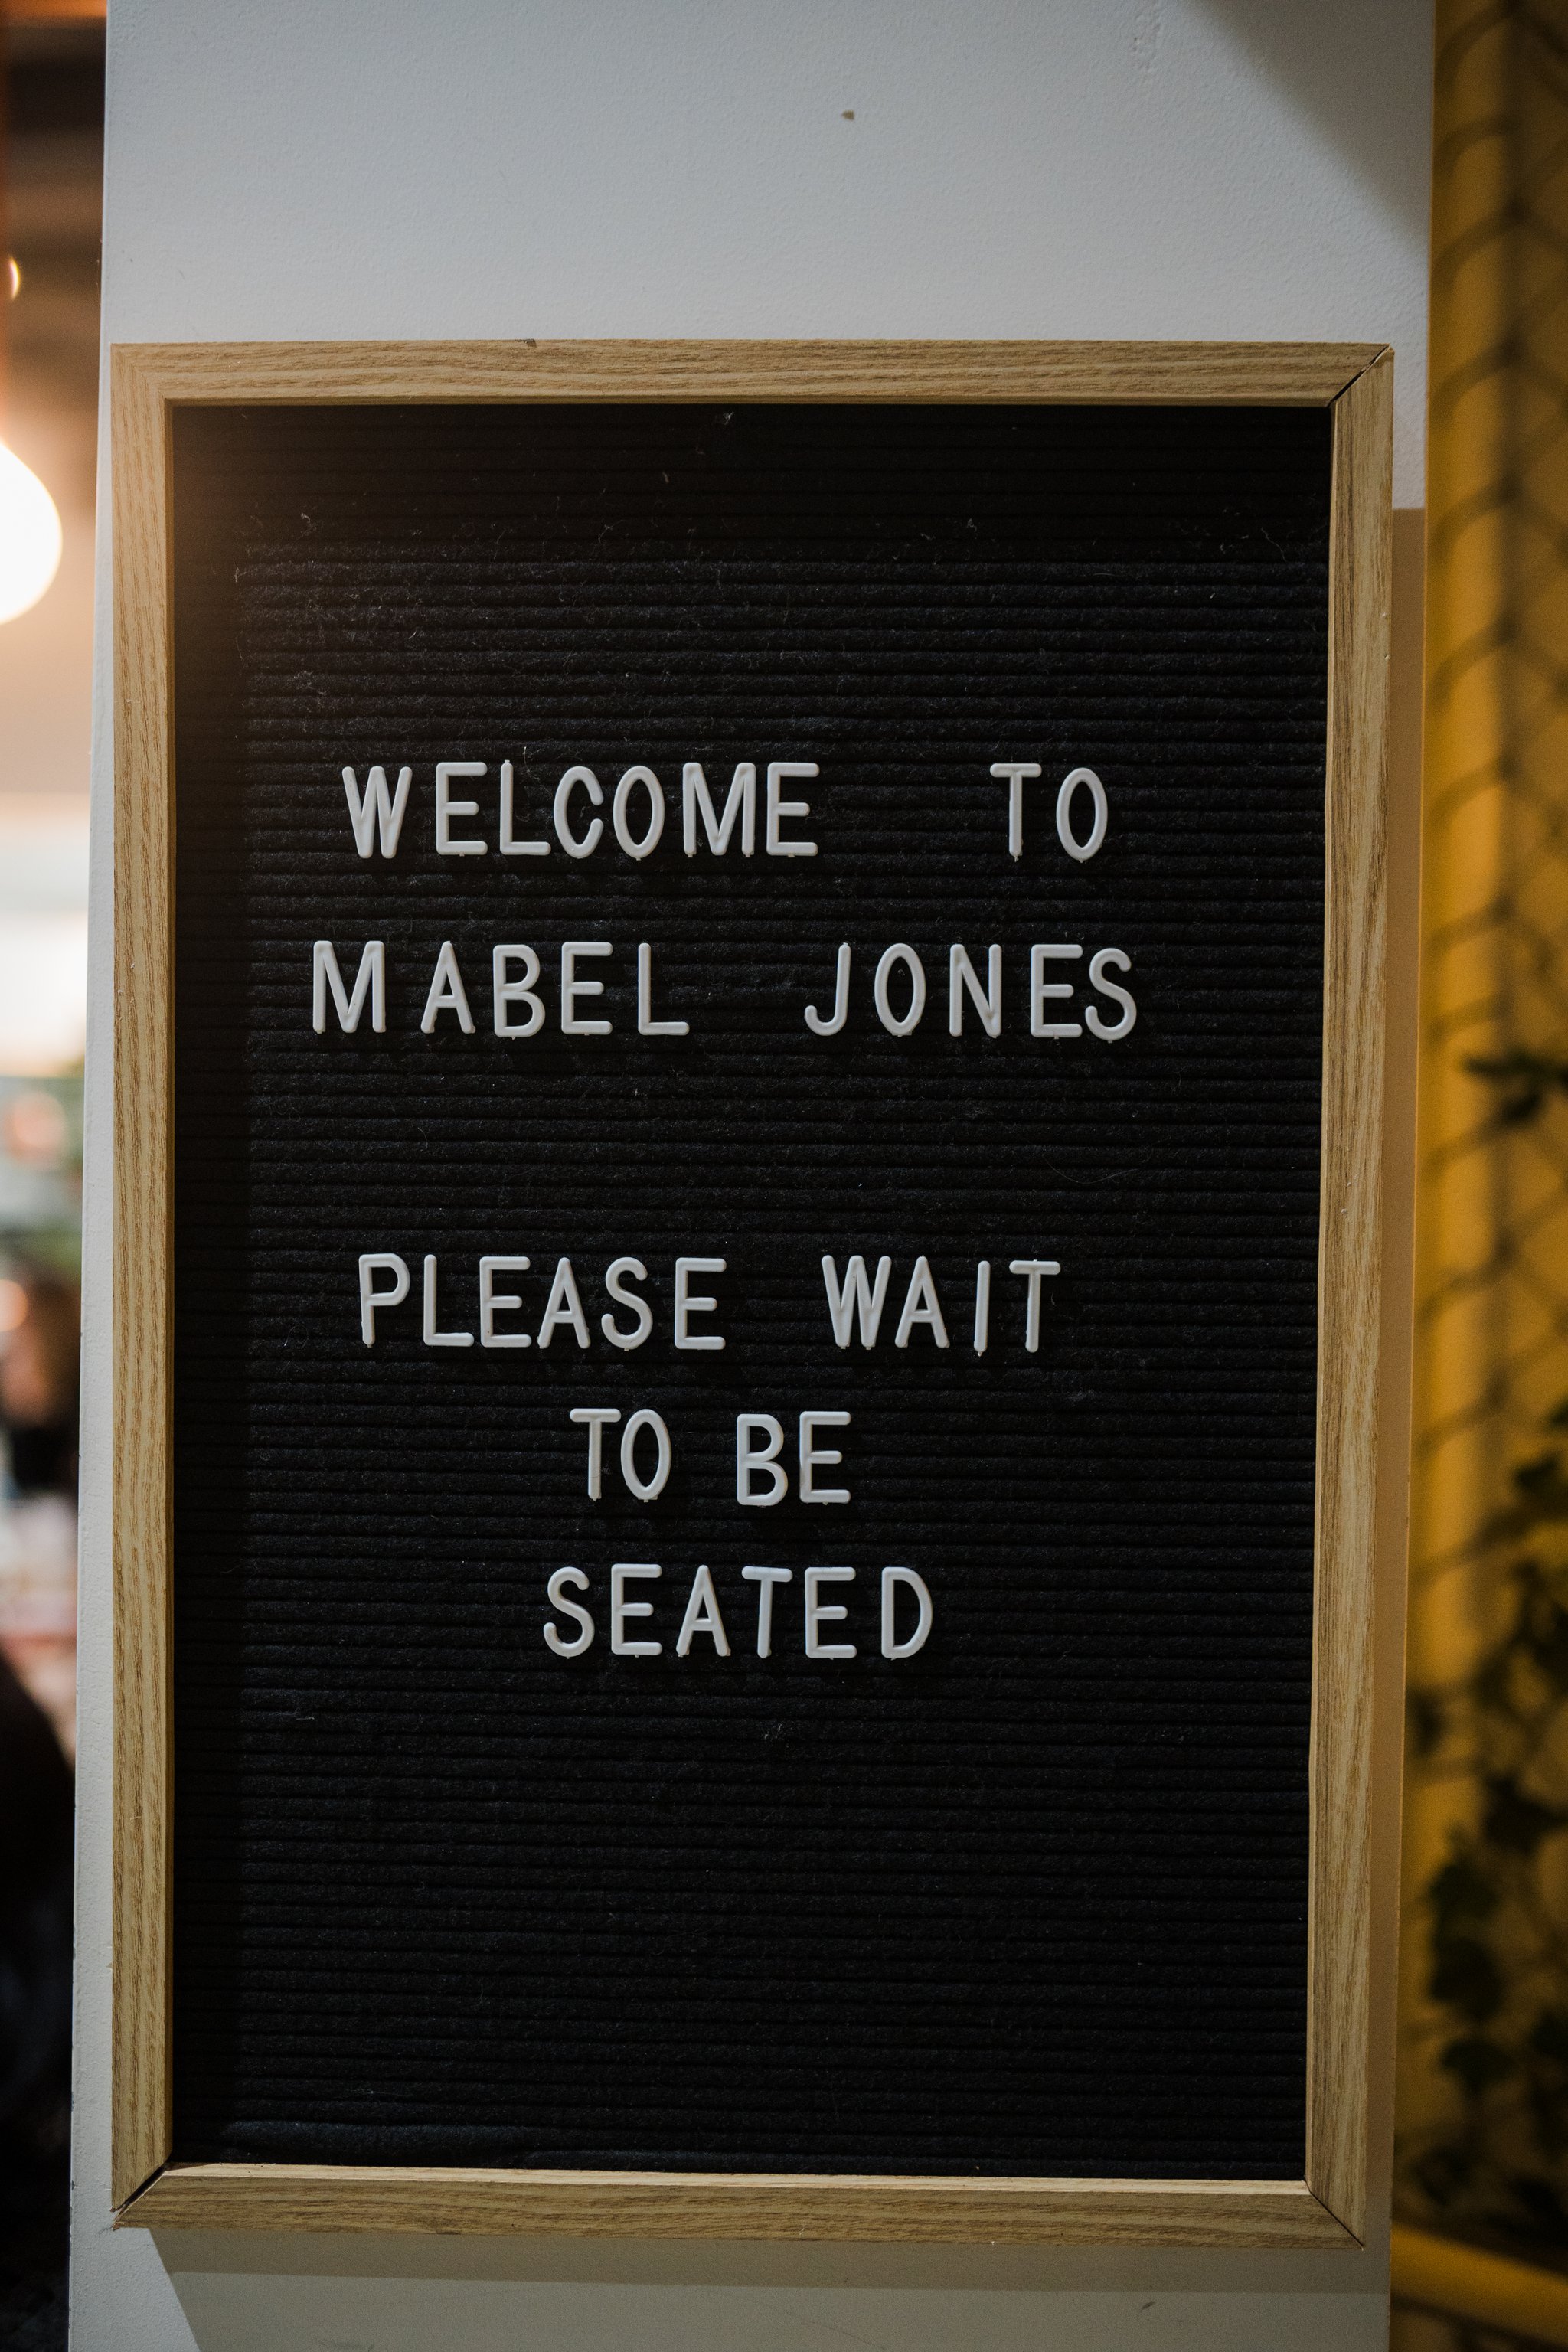 WELCOME TO
MABEL JONES
PLEASE WAIT
TO BE
SEATED